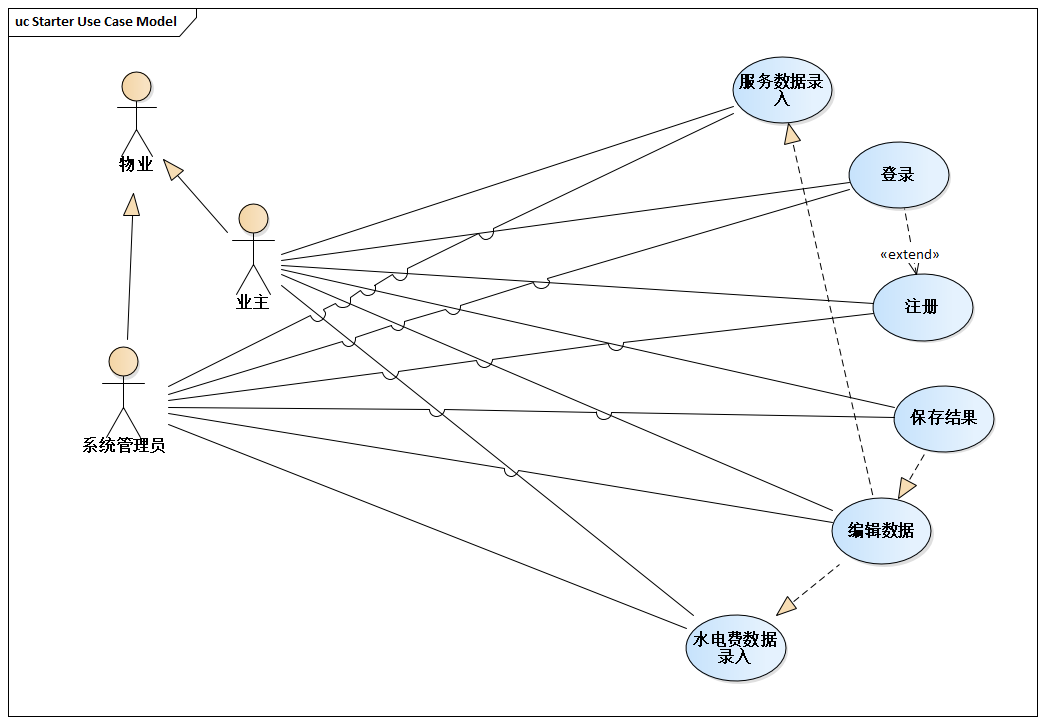 uc Starter Use Case Model
物业
业主
系统管理员
服务数据录
入
登录
«extend»
注册
保存结果
编辑数据
水电费数据
录入